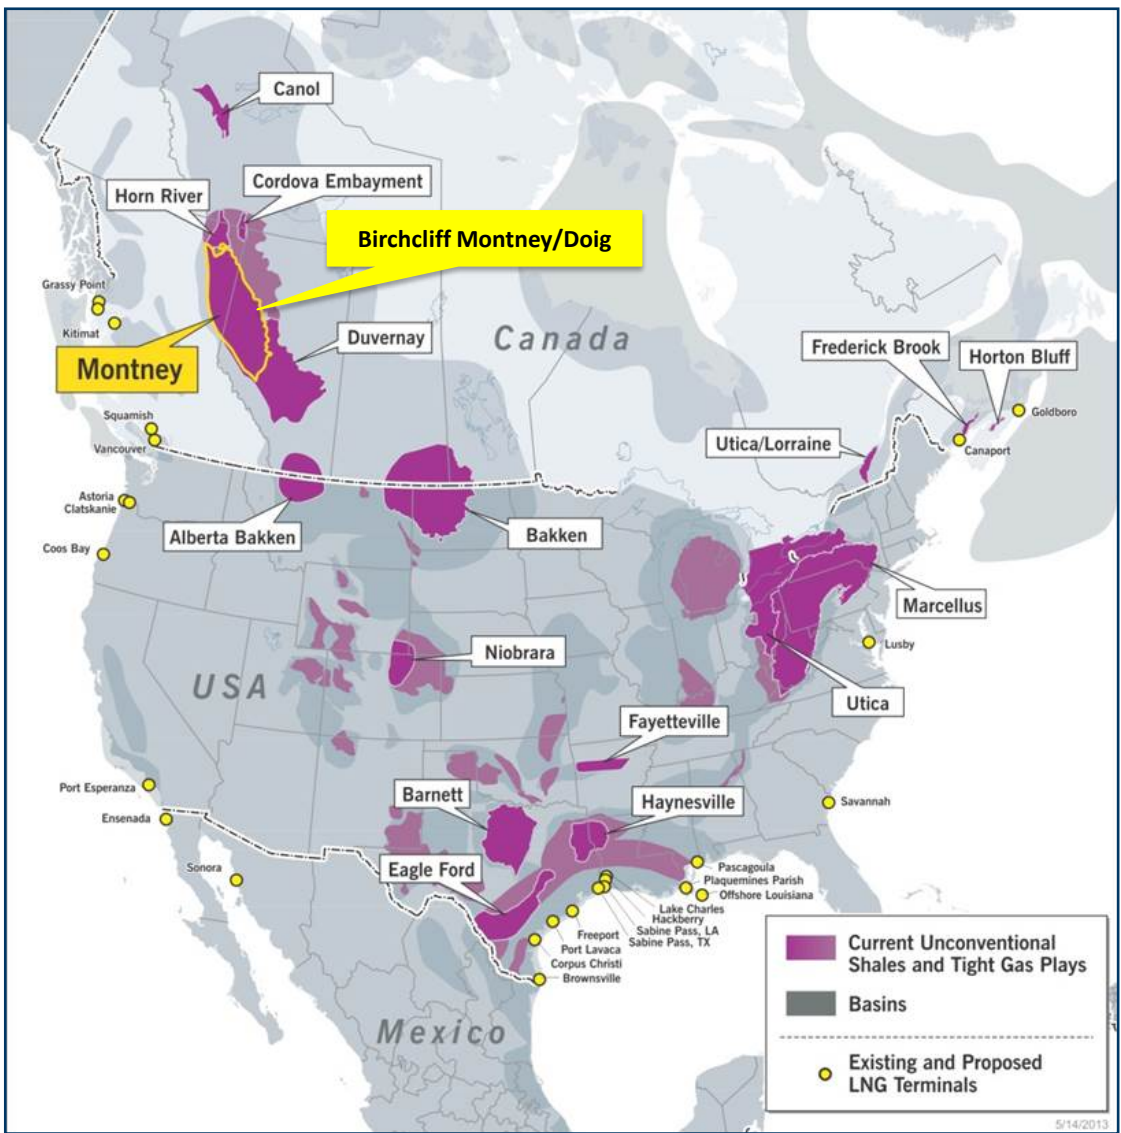 Canol
Cordova Embayment
Horn River
Birchcliff Montney/Doig
Grassy Point
Kitimat
Montney
Duvernay
Canada
Frederick Brook
Horton Bluff
Goldboro
Canaport
Squamish
Vancouver
Utica/Lorraine
Astoria
Clatskanie
Alberta Bakken
Bakken
Coos Bay
Marcellus
Lusby
Niobrara
USA
Utica
Fayetteville
Port Esperanza
Ensenada
Barnett
Haynesville
Savannah
Sonora
Eagle Ford
Pascagoula
Plaquemines Parish
Offshore Louisiana
Lake Charles
Hackberry
Sabine Pass, LA
Sabine Pass, TX
Freeport
Port Lavaca
Corpus Christi
Brownsville
Mexico
Current Unconventional
Shales and Tight Gas Plays
Basins
Existing and Proposed
LNG Terminals
5/14/2013